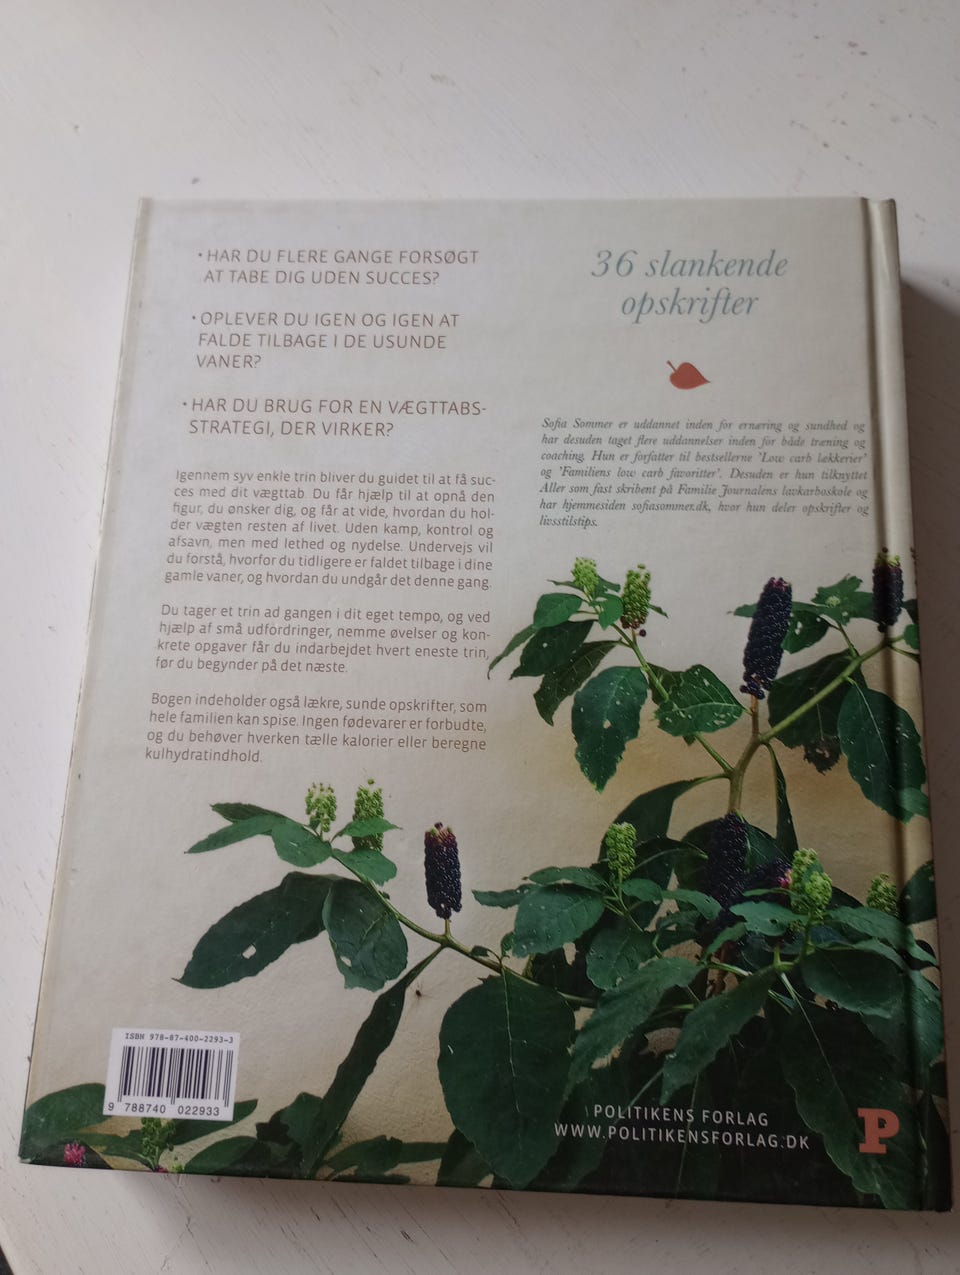 • HAR DU FLERE GANGE FORSØGT
AT TABE DIG UDEN SUCCES?
• OPLEVER DU IGEN OG IGEN AT
FALDE TILBAGE I DE USUNDE
VANER?
• HAR DU BRUG FOR EN VÆGTTABS-
STRATEGI, DER VIRKER?
Igennem syv enkle trin bliver du guidet til at få suc-
ces med dit vægttab. Du får hjælp til at opnå den
figur, du ønsker dig, og får at vide, hvordan du hol-
der vægten resten af livet. Uden kamp, kontrol og
afsavn, men med lethed og nydelse. Undervejs vil
du forstå, hvorfor du tidligere er faldet tilbage i dine
gamle vaner, og hvordan du undgår det denne gang.
Du tager et trin ad gangen i dit eget tempo, og ved
hjælp af små udfordringer, nemme øvelser og kon-
krete opgaver får du indarbejdet hvert eneste trin,
før du begynder på det næste.
Bogen indeholder også lækre, sunde opskrifter, som
hele familien kan spise. Ingen fødevarer er forbudte,
og du behøver hverken tælle kalorier eller beregne
kulhydratindhold.
36 slankende
opskrifter
Sofia Sommer er uddannet inden for ernæring og sundhed og
har desuden taget flere uddannelser inden for både træning og
coaching. Hun er forfatter til bestsellerne 'Low carb lækkerier'
og 'Familiens low carb favoritter'. Desuden er hun tilknyttet
Aller som fast skribent på Familie Journalens lavkarboskole og
har hjemmesiden sofiasommer.dk, hvor hun deler opskrifter og
livsstilstips.
ISBN 978-87-400-2293-3
9 788740 022933
POLITIKENS FORLAG
WWW.POLITIKENSFORLAG.DK
P